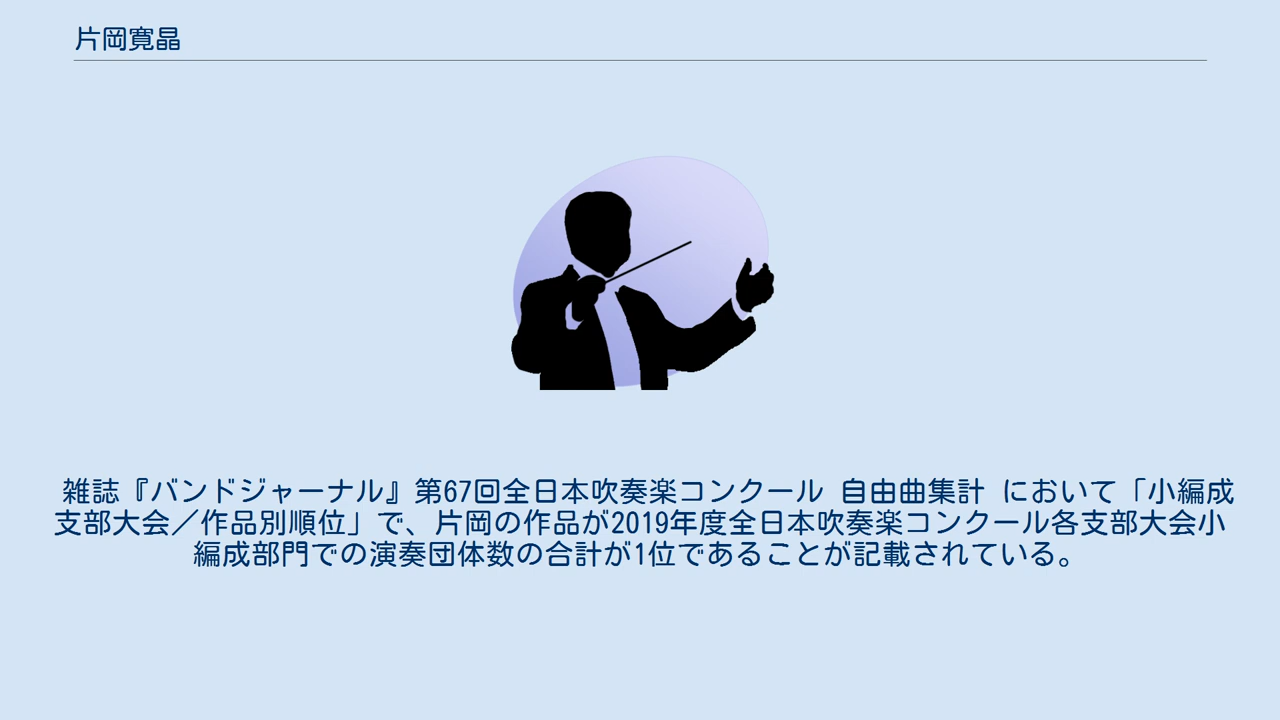 片岡寛晶
雑誌『バンドジャーナル』第67回全日本吹奏楽コンクール 自由曲集計 において「小編成
支部大会／作品別順位」で、片岡の作品が2019年度全日本吹奏楽コンクール各支部大会小
編成部門での演奏団体数の合計が1位であることが記載されている。